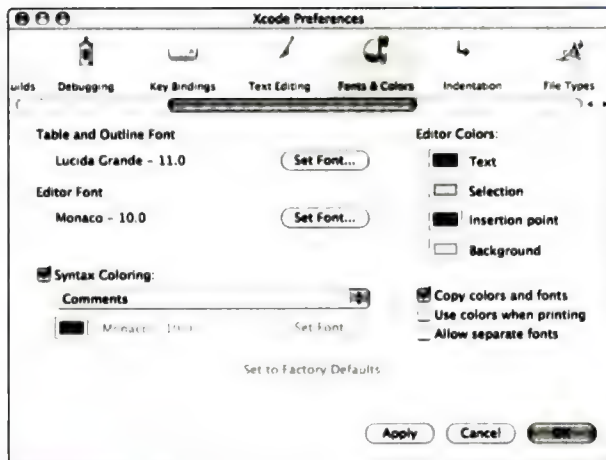 Xcode Preferences
uilds Debugging Key Bindings Text Editing Fonts & Colors Indentation File Types
Table and Outline Font
Lucida Grande - 11.0 Set Font...
Editor Font
Monaco - 10.0 Set Font...
Editor Colors:
Text
Selection
Insertion point
Background
Syntax Coloring:
Comments
Monaco - 10.0 Set Font
Copy colors and fonts
Use colors when printing
Allow separate fonts
Set to Factory Defaults
Apply Cancel OK